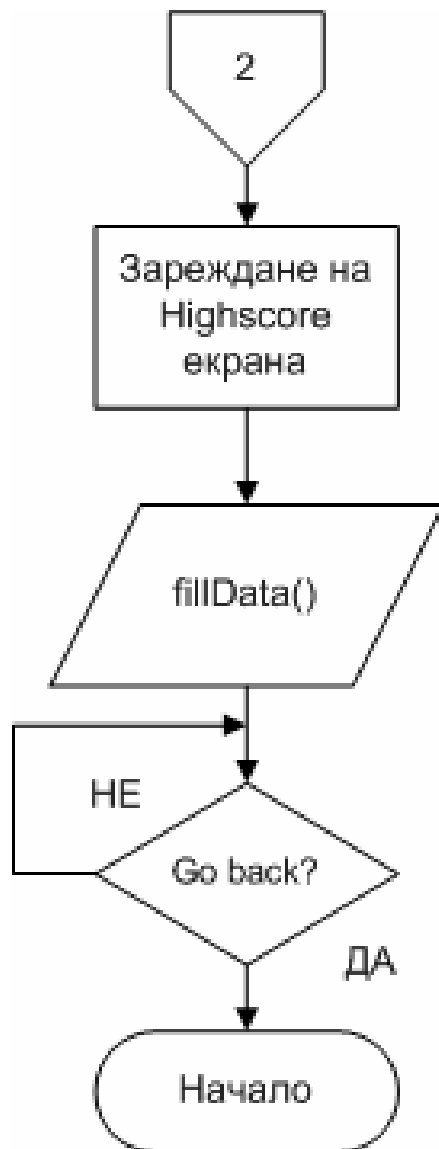 2
Зареждане на
Highscore
екрана
fillData()
НЕ
Go back?
ДА
Начало